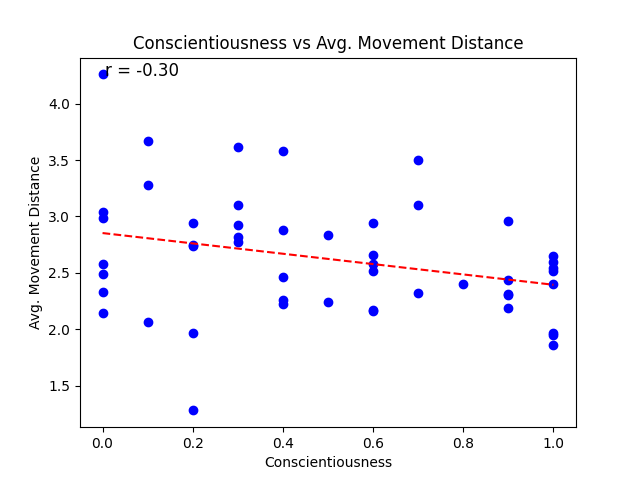 Conscientiousness vs Avg. Movement Distance
r = -0.30
Avg. Movement Distance
4.0
3.5
3.0
2.5
2.0
1.5
0.0 0.2 0.4 0.6 0.8 1.0
Conscientiousness